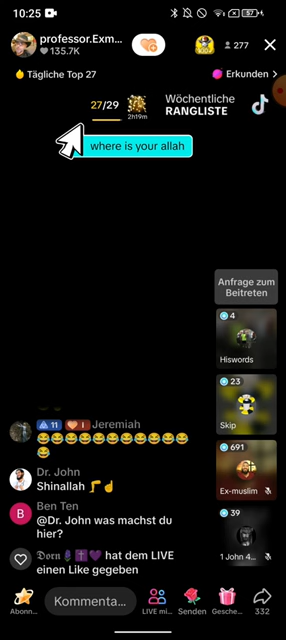 10:25
57
professor.Exm...
135.7K
277
Tägliche Top 27
Erkunden >
27/29
2h19m
Wöchentliche
RANGLISTE
where is your allah
Anfrage zum
Beitreten
4
Hiswords
23
Skip
691
Ex-muslim
39
1 John 4...
11 1 Jeremiah
😂😂😂😂😂😂😂😂😂😂😂
😂
Dr. John
Shinallah
B
Ben Ten
@Dr. John was machst du
hier?
𝔇𝔬𝔯𝔫 hat dem LIVE
einen Like gegeben
Abonn...
Kommenta...
LIVE mi...
Senden
Gesche...
332